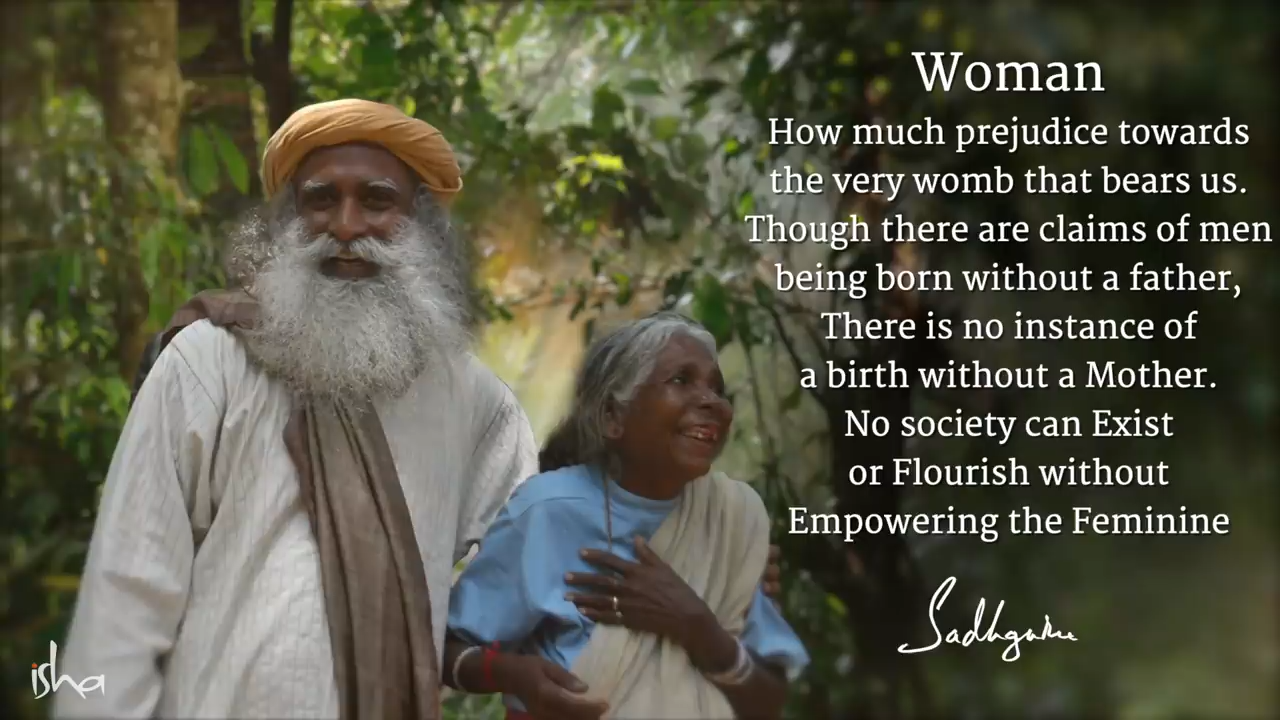 Woman
How much prejudice towards
the very womb that bears us.
Though there are claims of men
being born without a father,
There is no instance of
a birth without a Mother.
No society can Exist
or Flourish without
Empowering the Feminine
Sadhguru
isha